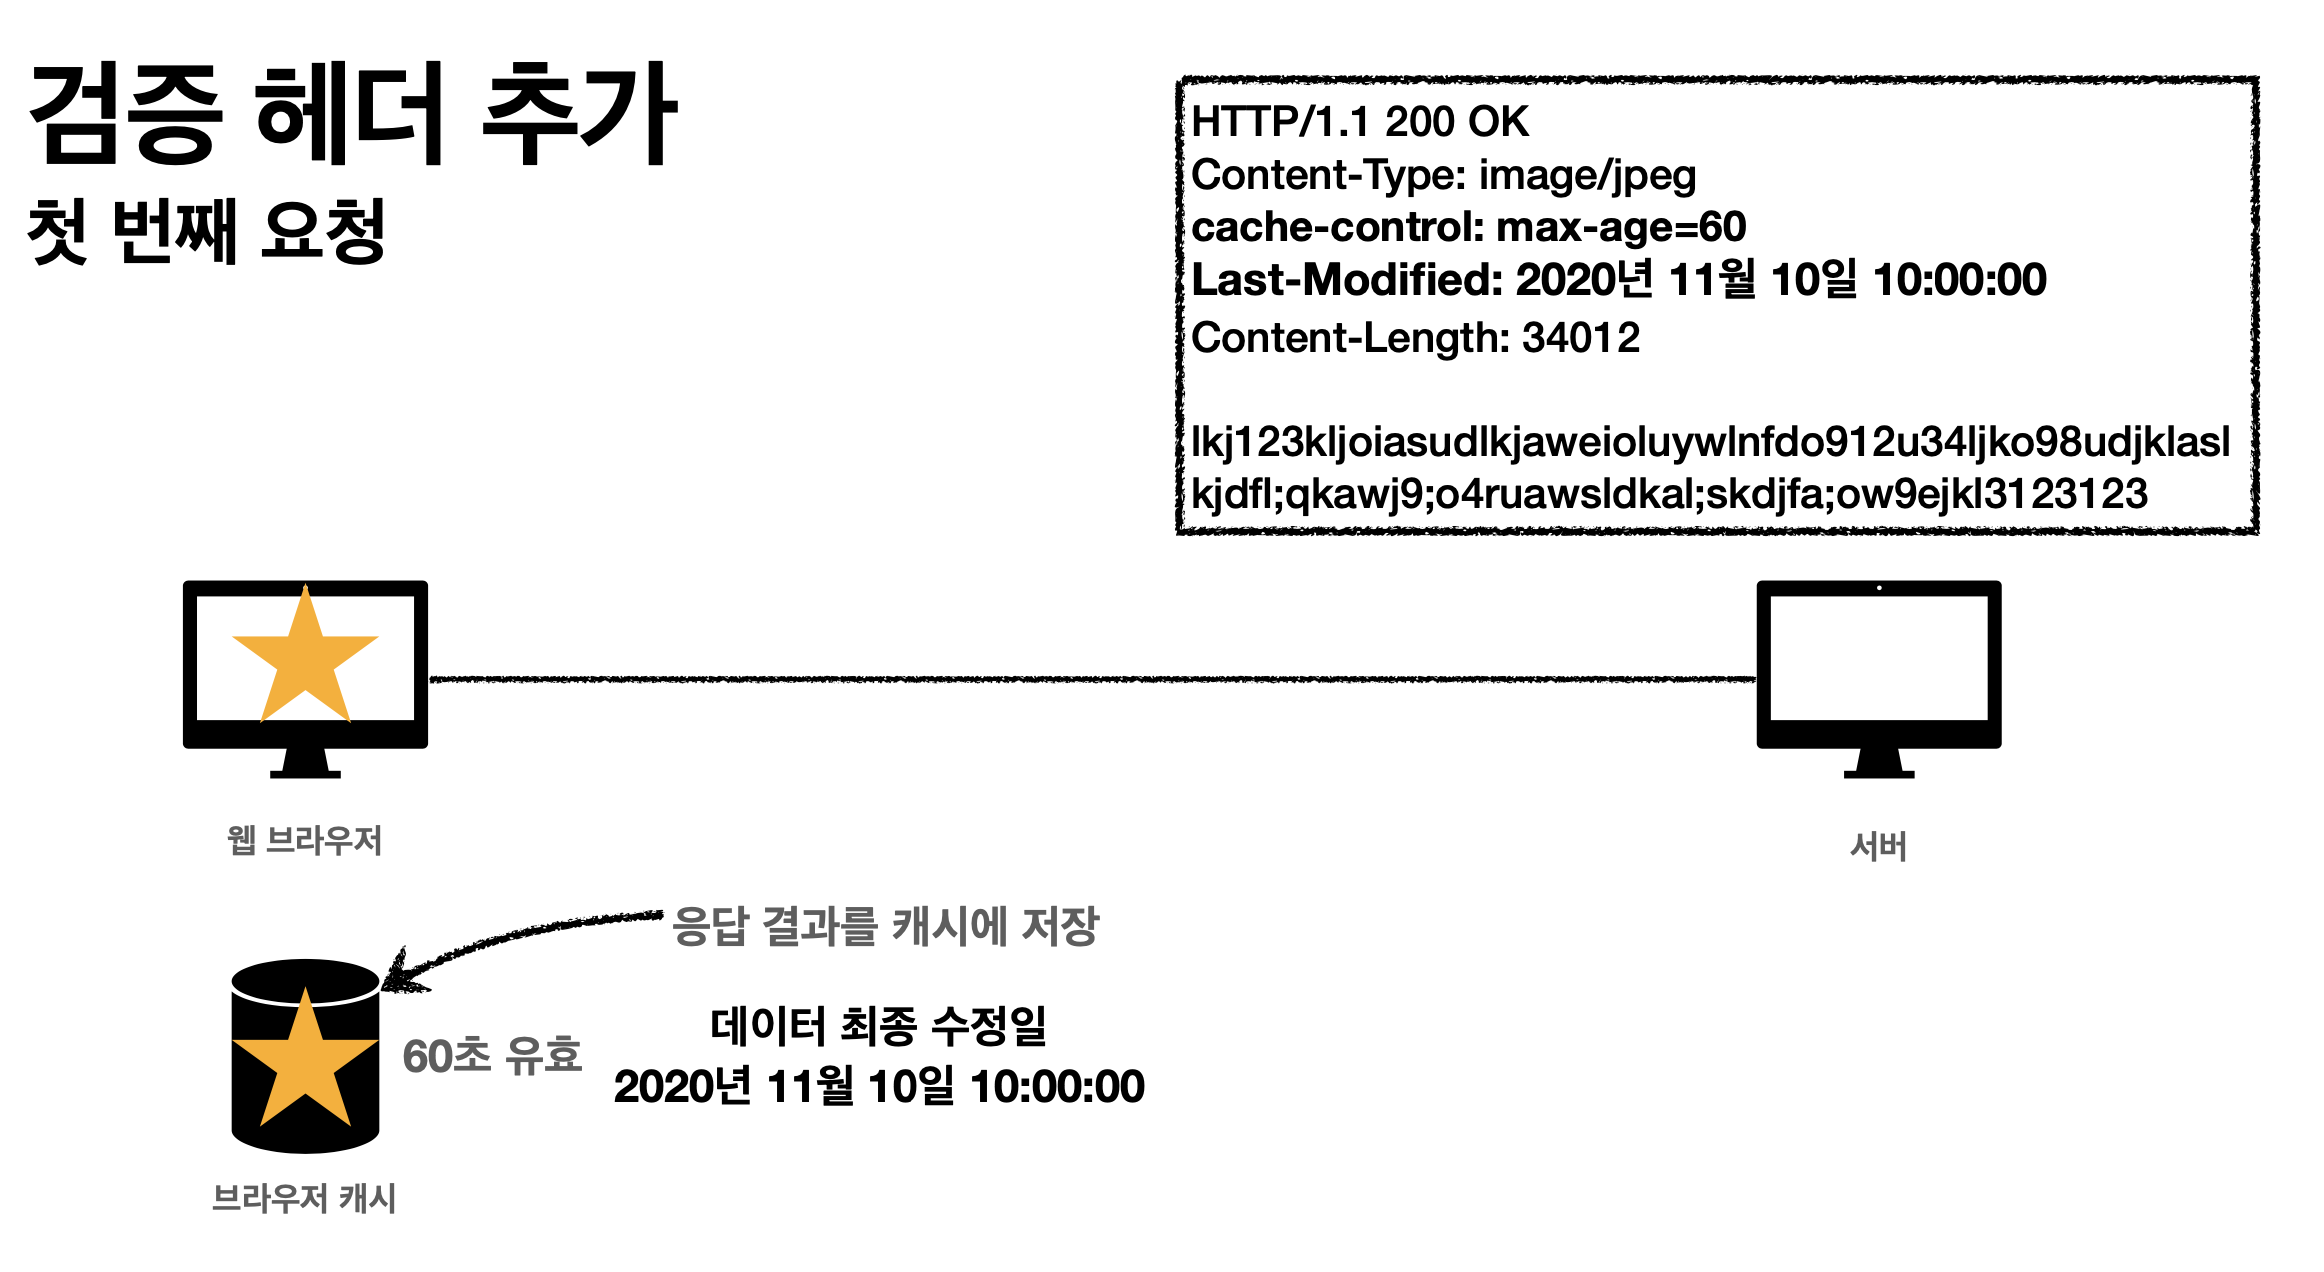 검증 헤더 추가
첫 번째 요청
HTTP/1.1 200 OK
Content-Type: image/jpeg
cache-control: max-age=60
Last-Modified: 2020년 11월 10일 10:00:00
Content-Length: 34012
lkj123kljoiasudlkjaweioluywlnfdo912u34ljko98udjklasl
kjdfl;qkawj9;o4ruawsldkal;skdjfa;ow9ejkl3123123
웹 브라우저
서버
응답 결과를 캐시에 저장
데이터 최종 수정일
60초 유효
2020년 11월 10일 10:00:00
브라우저 캐시